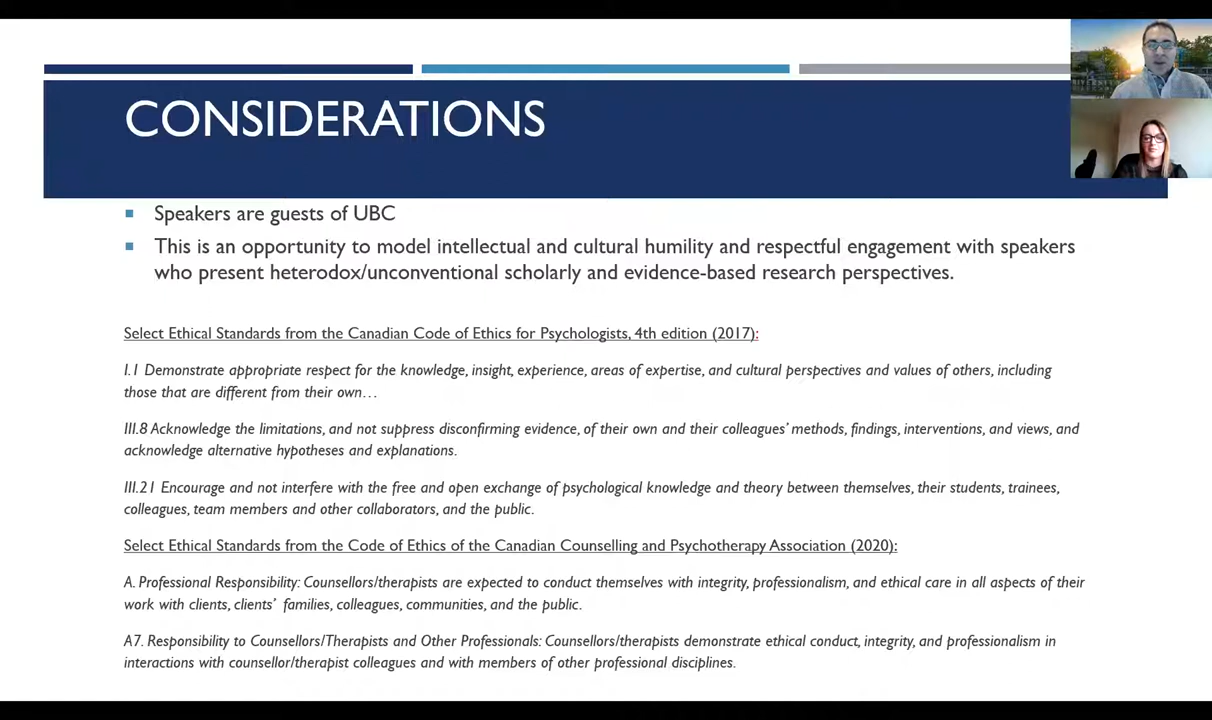 CONSIDERATIONS
Speakers are guests of UBC
This is an opportunity to model intellectual and cultural humility and respectful engagement with speakers
who present heterodox/unconventional scholarly and evidence-based research perspectives.
Select Ethical Standards from the Canadian Code of Ethics for Psychologists, 4th edition (2017):
I.1 Demonstrate appropriate respect for the knowledge, insight, experience, areas of expertise, and cultural perspectives and values of others, including
those that are different from their own…
III.8 Acknowledge the limitations, and not suppress disconfirming evidence, of their own and their colleagues' methods, findings, interventions, and views, and
acknowledge alternative hypotheses and explanations.
III.21 Encourage and not interfere with the free and open exchange of psychological knowledge and theory between themselves, their students, trainees,
colleagues, team members and other collaborators, and the public.
Select Ethical Standards from the Code of Ethics of the Canadian Counselling and Psychotherapy Association (2020):
A. Professional Responsibility: Counsellors/therapists are expected to conduct themselves with integrity, professionalism, and ethical care in all aspects of their
work with clients, clients' families, colleagues, communities, and the public.
A7. Responsibility to Counsellors/Therapists and Other Professionals: Counsellors/therapists demonstrate ethical conduct, integrity, and professionalism in
interactions with counsellor/therapist colleagues and with members of other professional disciplines.